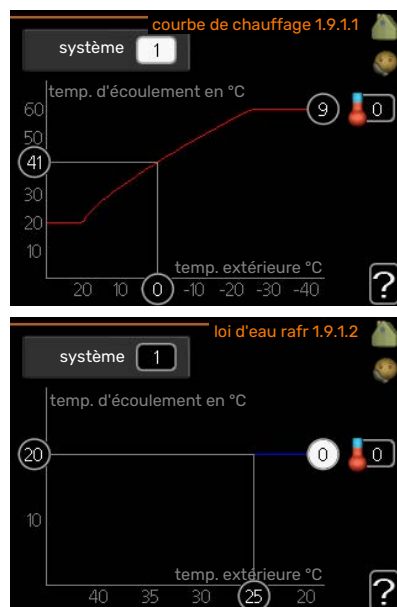 courbe de chauffage 1.9.1.1
système 1
temp. d'écoulement en °C
60
9 0
50
41
30
20
10
temp. extérieure °C
20 10 0 -10 -20 -30 -40
?
loi d'eau rafr 1.9.1.2
système 1
temp. d'écoulement en °C
20 0 0
10
temp. extérieure °C
40 35 30 25 20
?